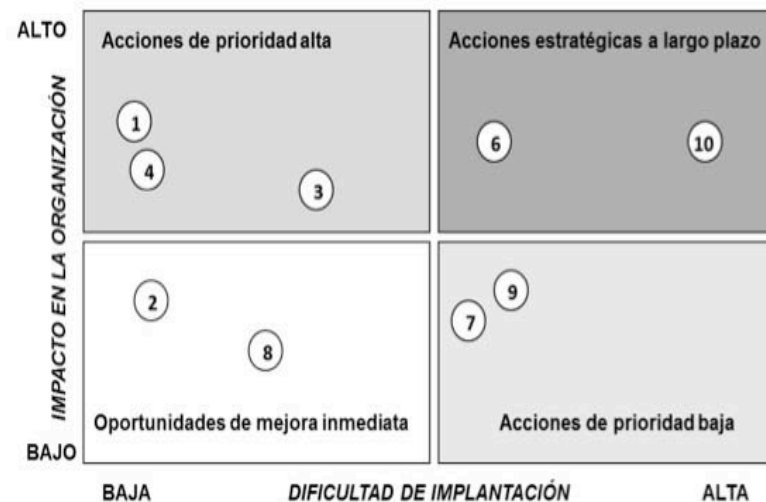 ALTO
Acciones de prioridad alta
Acciones estratégicas a largo plazo
1
4
3
6
10
IMPACTO EN LA ORGANIZACIÓN
2
8
9
7
Oportunidades de mejora inmediata
Acciones de prioridad baja
BAJO
BAJA
DIFICULTAD DE IMPLANTACIÓN
ALTA